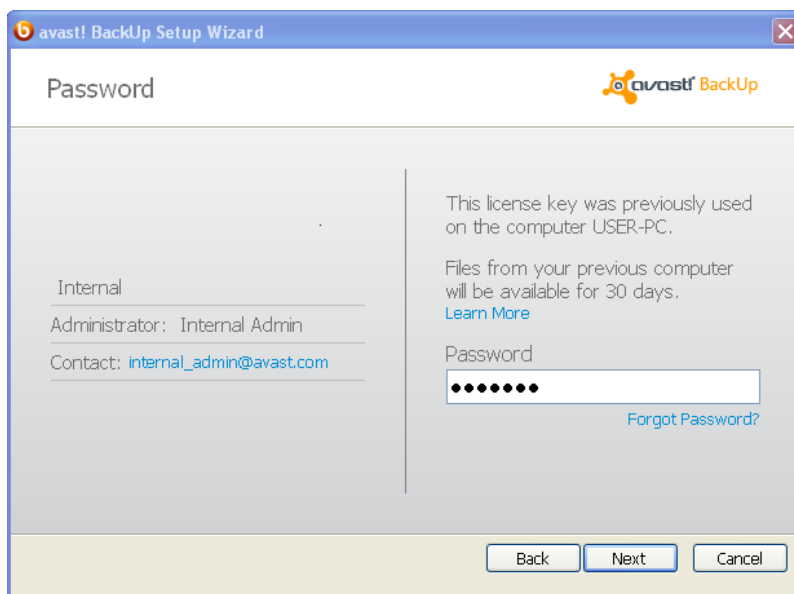 avast! BackUp Setup Wizard
Password
avast! BackUp
Internal
Administrator: Internal Admin
Contact: internal_admin@avast.com
This license key was previously used
on the computer USER-PC.
Files from your previous computer
will be available for 30 days.
Learn More
Password
Forgot Password?
Back
Next
Cancel